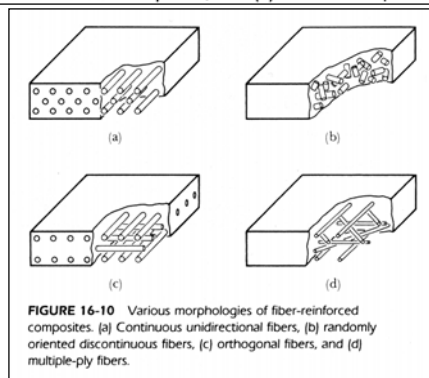 (a)
(b)
(c)
(d)
FIGURE 16-10 Various morphologies of fiber-reinforced
composites. (a) Continuous unidirectional fibers, (b) randomly
oriented discontinuous fibers, (c) orthogonal fibers, and (d)
multiple-ply fibers.